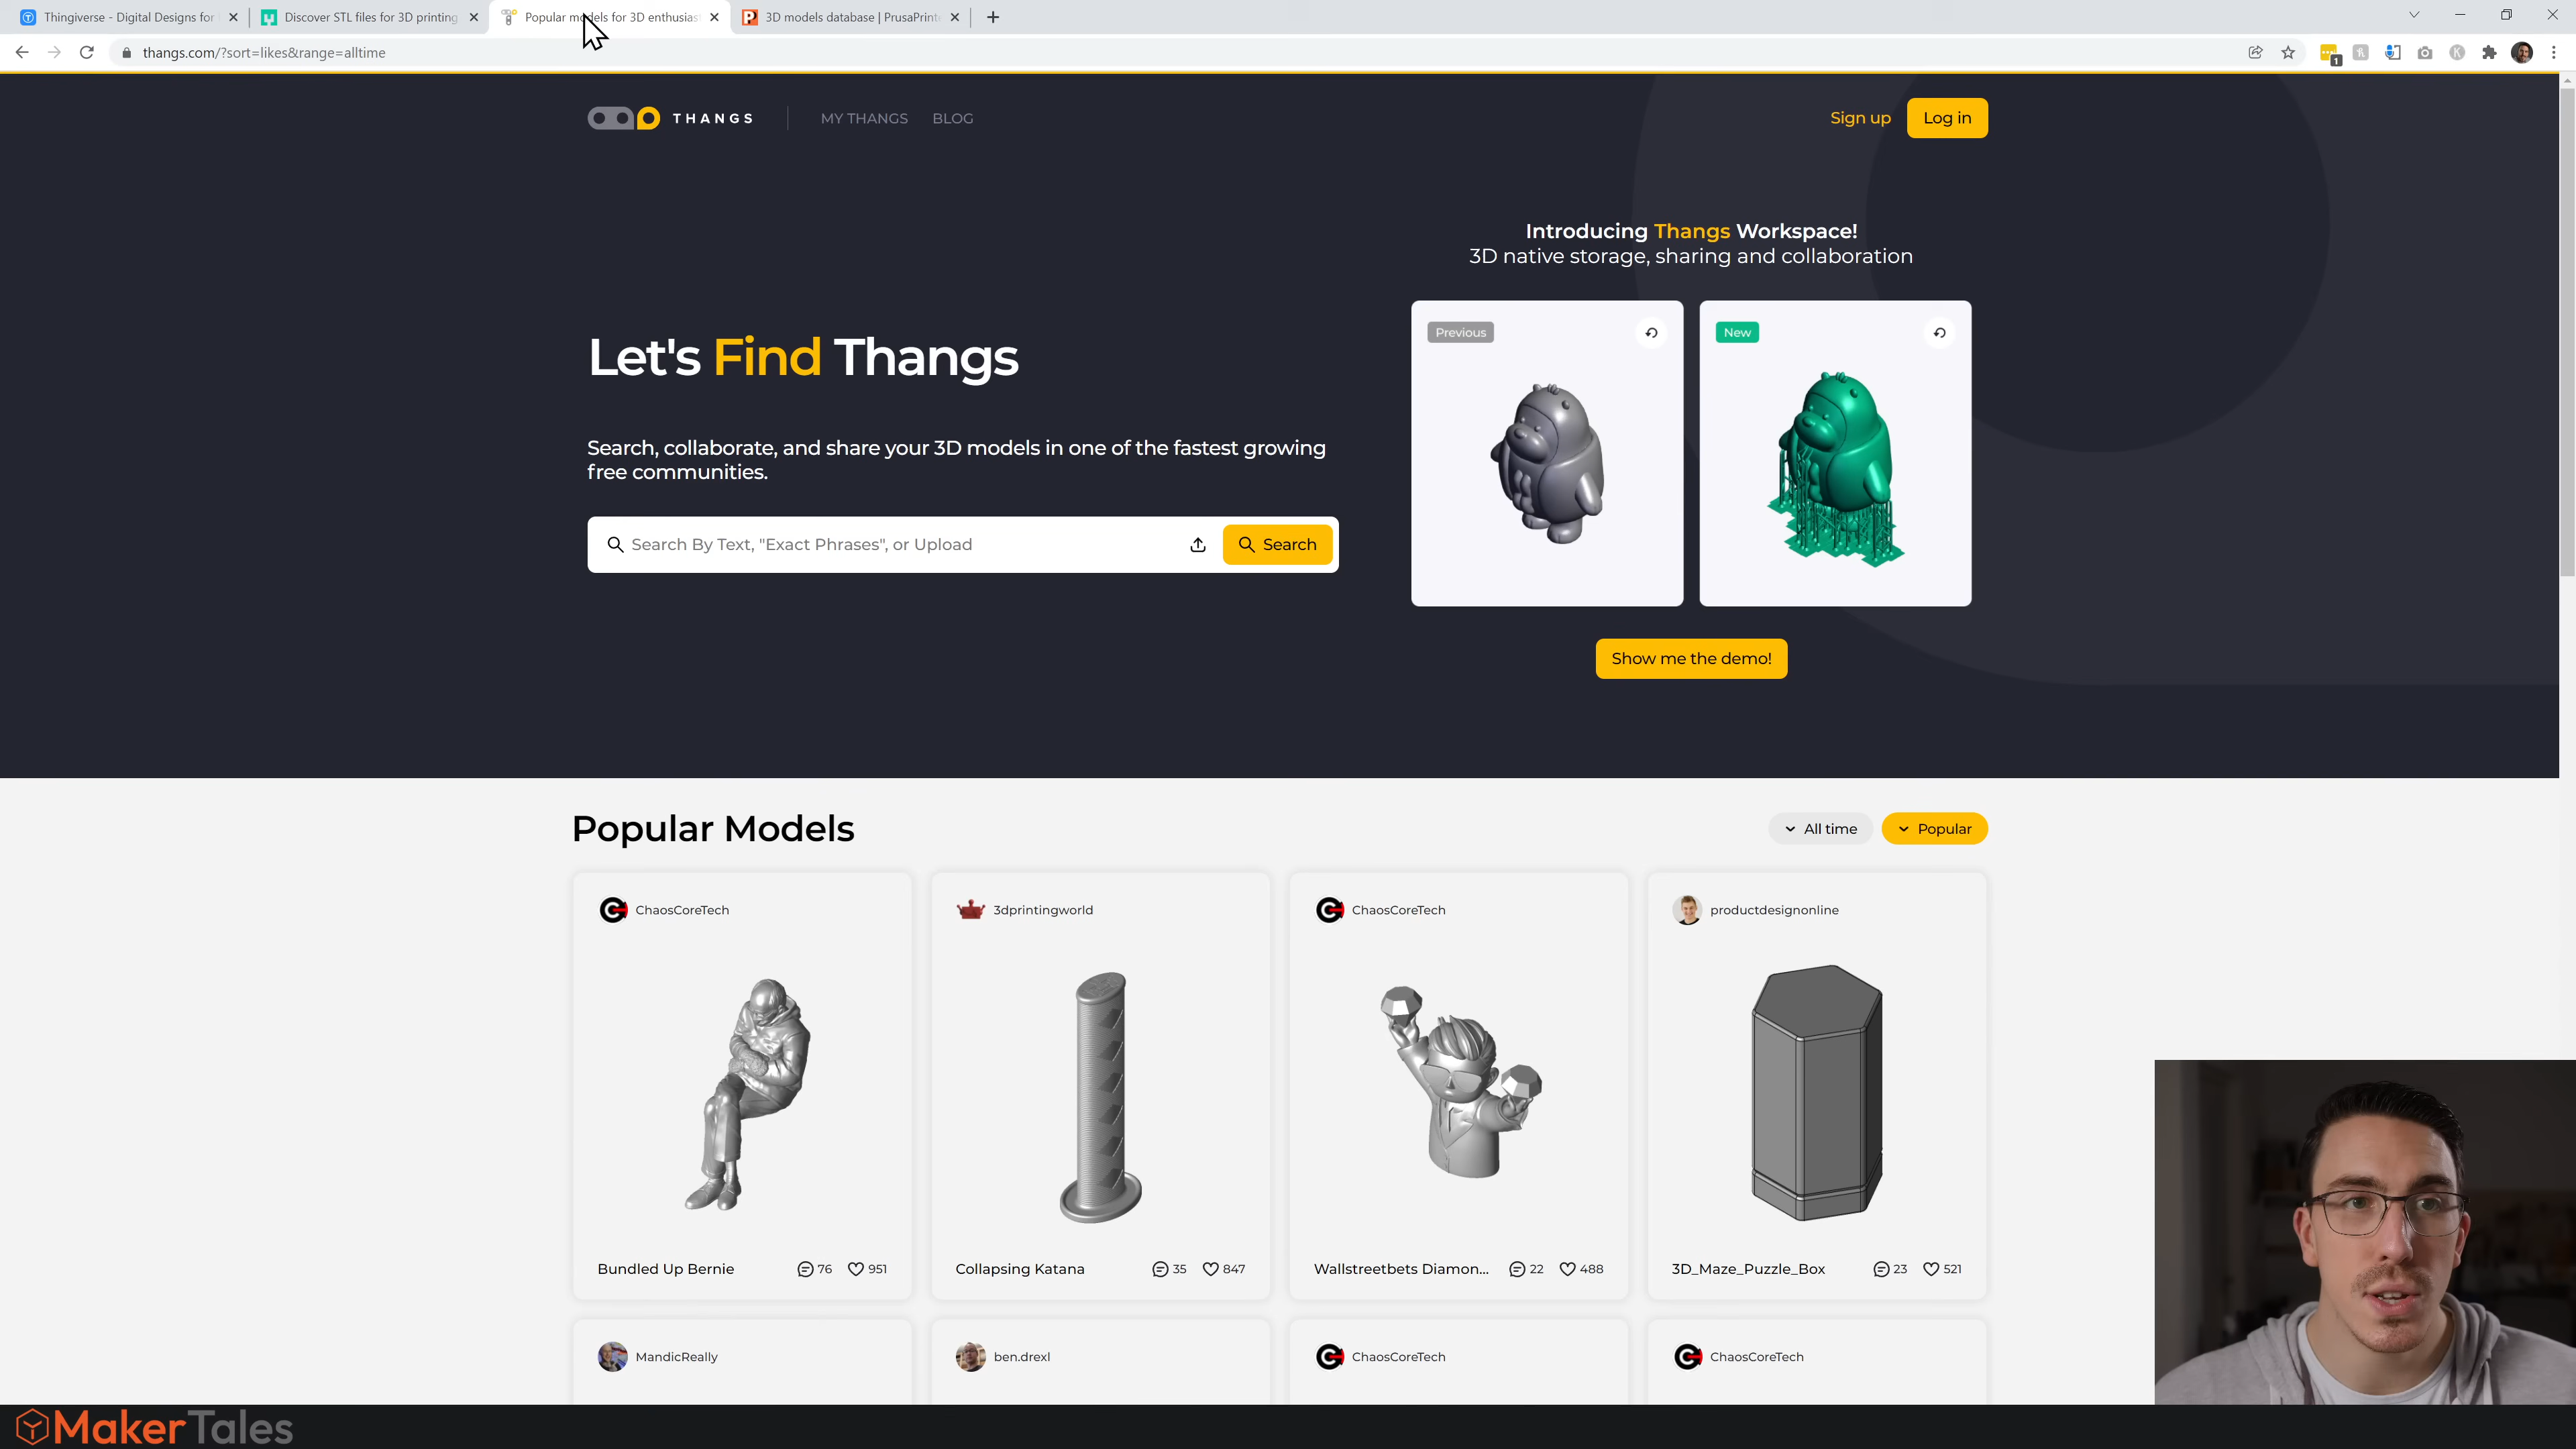 Thingiverse - Digital Designs for
Discover STL files for 3D printing
Popular models for 3D enthusias
3D models database | PrusaPrint
thangs.com/?sort=likes&range=alltime
1
THANGS
MY THANGS
BLOG
Sign up
Log in
Introducing Thangs Workspace!
3D native storage, sharing and collaboration
Previous
New
Let's Find Thangs
Search, collaborate, and share your 3D models in one of the fastest growing
free communities.
Search By Text, "Exact Phrases", or Upload
Search
Show me the demo!
Popular Models
All time
Popular
ChaosCoreTech
3dprintingworld
ChaosCoreTech
productdesignonline
Bundled Up Bernie 76 951
Collapsing Katana 35 847
Wallstreetbets Diamon... 22 488
3D_Maze_Puzzle_Box 23 521
MandicReally
ben.drexl
ChaosCoreTech
ChaosCoreTech
MakerTales